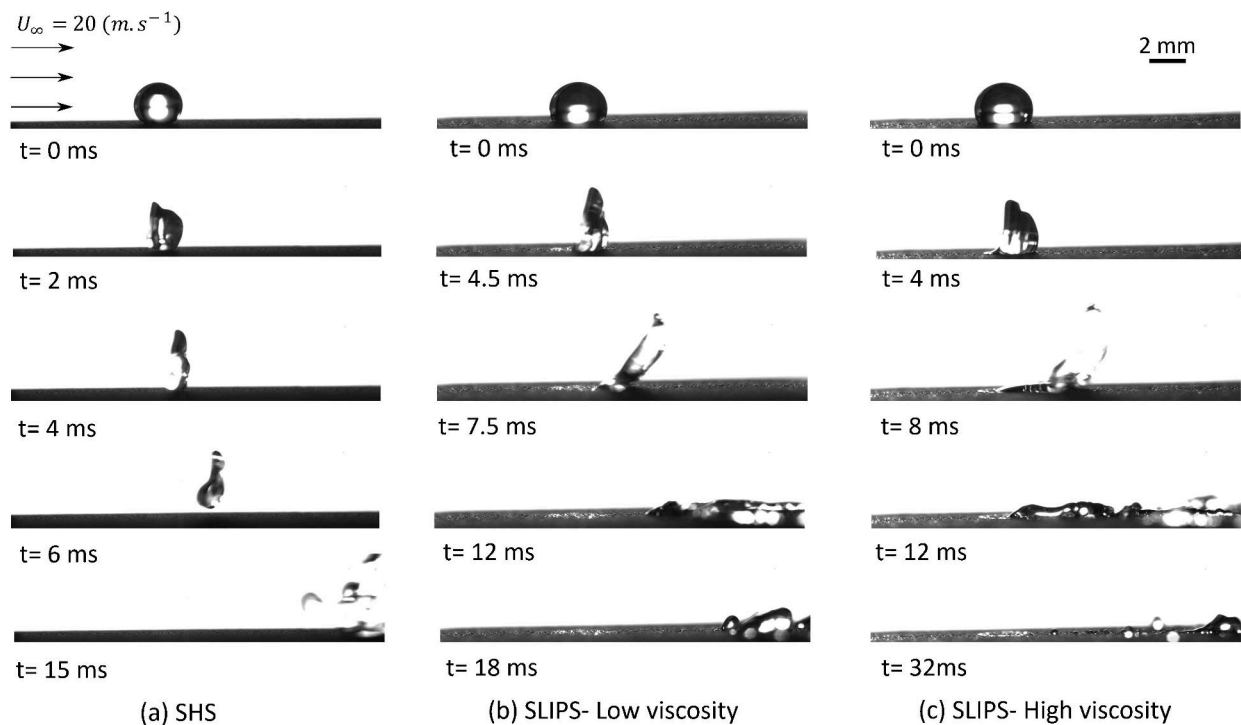 U∞ = 20 (m.s⁻¹)
2 mm
t= 0 ms
t= 0 ms
t= 0 ms
t= 2 ms
t= 4.5 ms
t= 4 ms
t= 4 ms
t= 7.5 ms
t= 8 ms
t= 6 ms
t= 12 ms
t= 12 ms
t= 15 ms
t= 18 ms
t= 32ms
(a) SHS
(b) SLIPS- Low viscosity
(c) SLIPS- High viscosity